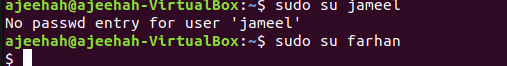 ajeehah@ajeehah-VirtualBox:~$ sudo su jameel
No passwd entry for user 'jameel'
ajeehah@ajeehah-VirtualBox:~$ sudo su farhan
$